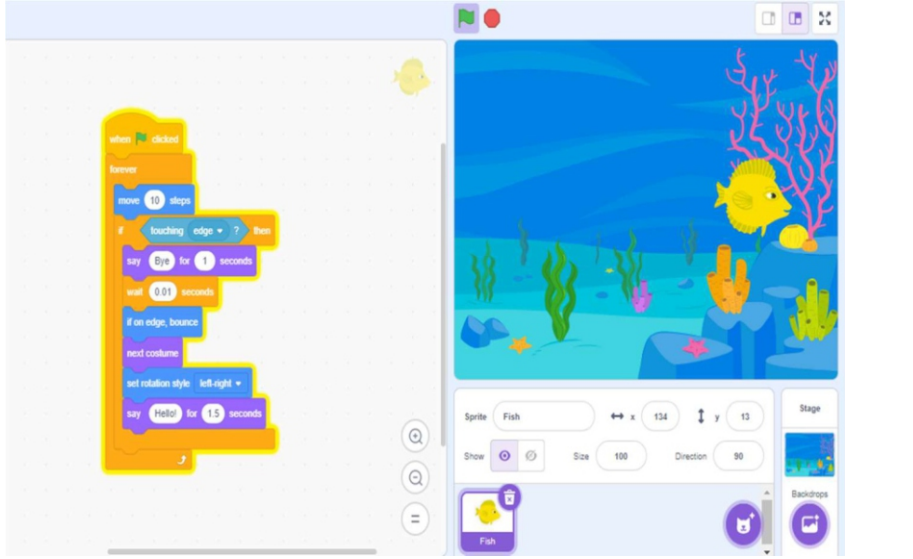 when clicked
forever
move 10 steps
if touching edge ? then
say Bye for 1 seconds
wait 0.01 seconds
if on edge, bounce
next costume
set rotation style left-right
say Hello! for 1.5 seconds
Sprite Fish x 134 y 13
Show Size 100 Direction 90
Fish
Stage
Backdrops